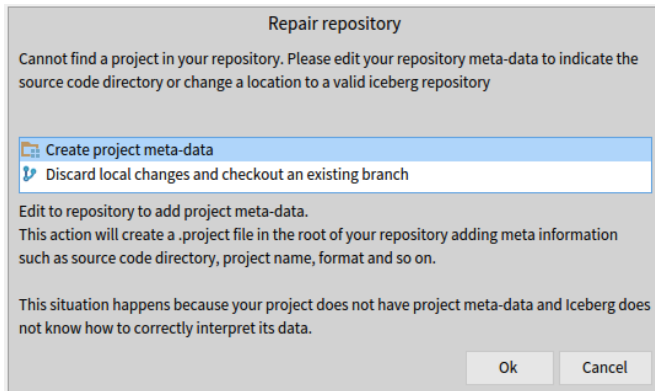 Repair repository
Cannot find a project in your repository. Please edit your repository meta-data to indicate the
source code directory or change a location to a valid iceberg repository
Create project meta-data
Discard local changes and checkout an existing branch
Edit to repository to add project meta-data.
This action will create a .project file in the root of your repository adding meta information
such as source code directory, project name, format and so on.
This situation happens because your project does not have project meta-data and Iceberg does
not know how to correctly interpret its data.
Ok Cancel